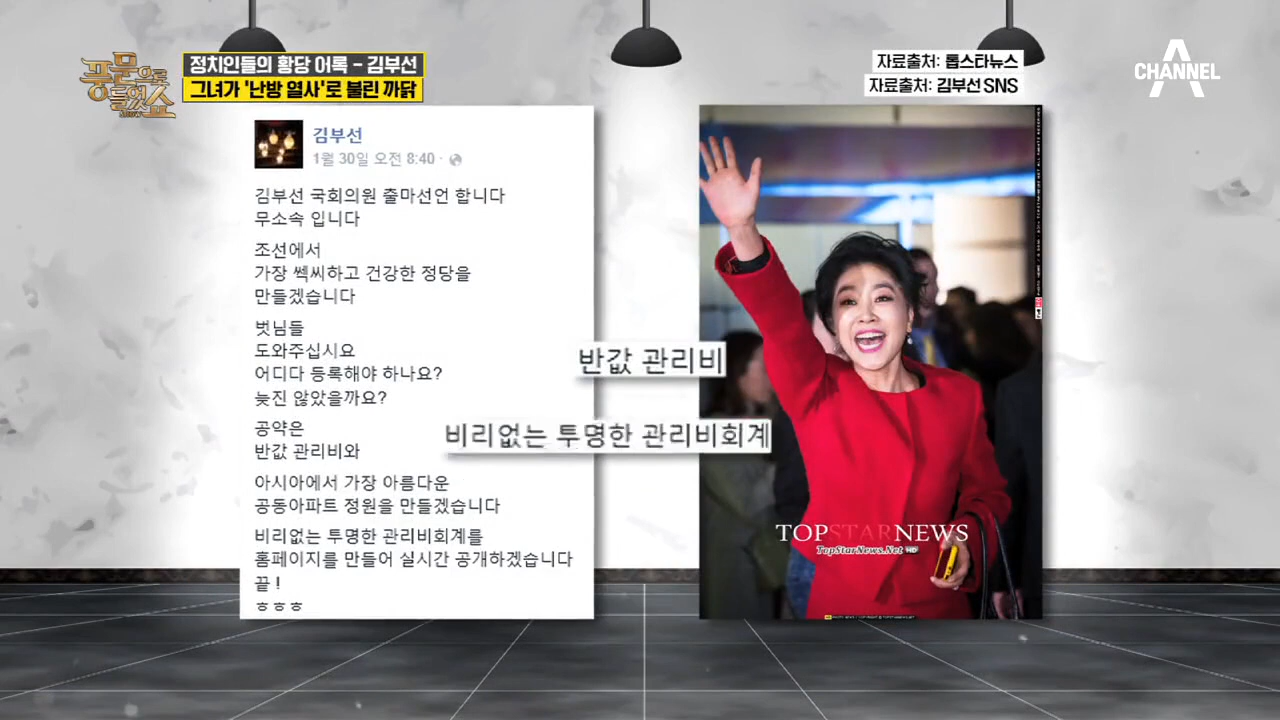 풍문으로
들었쇼
SHOW
정치인들의 황당 어록 - 김부선
그녀가 '난방 열사'로 불린 까닭
자료출처: 톱스타뉴스
자료출처: 김부선 SNS
CHANNEL A
김부선
1월 30일 오전 8:40 ·
김부선 국회의원 출마선언 합니다
무소속 입니다
조선에서
가장 쎅씨하고 건강한 정당을
만들겠습니다
벗님들
도와주십시요
어디다 등록해야 하나요?
늦진 않았을까요?
공약은
반값 관리비와
아시아에서 가장 아름다운
공동아파트 정원을 만들겠습니다
비리없는 투명한 관리비회계를
홈페이지를 만들어 실시간 공개하겠습니다
끝 !
ㅎㅎㅎ
반값 관리비
비리없는 투명한 관리비회계
TOPSTARNEWS
TopStarNews.Net HD